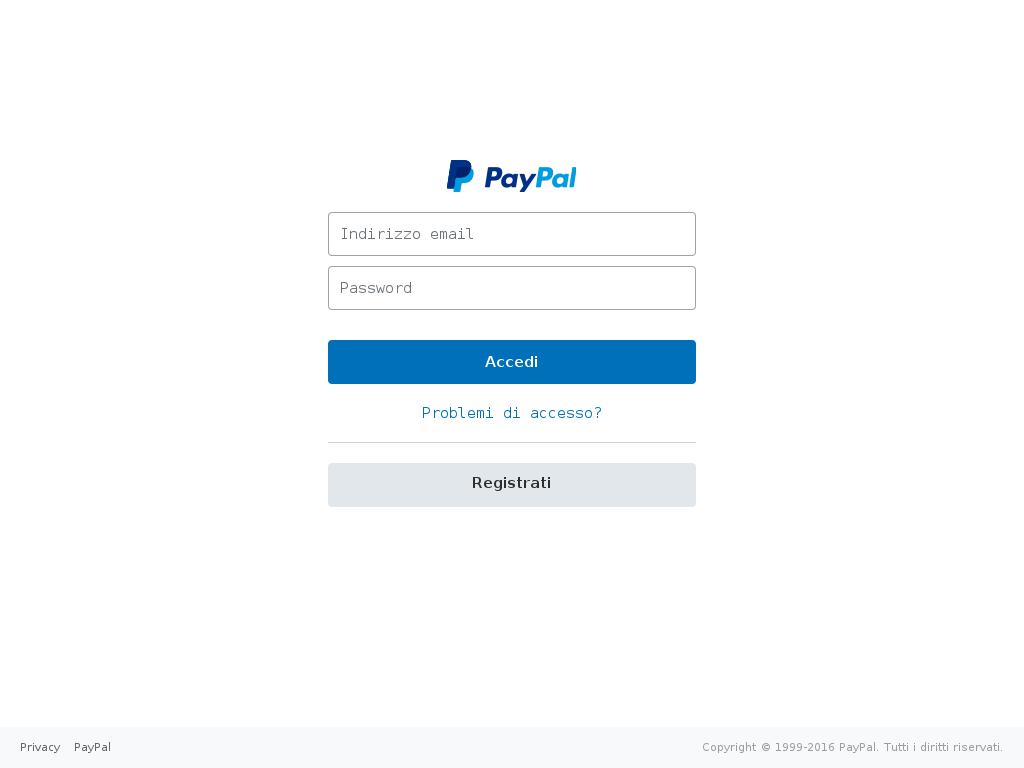 PayPal
Indirizzo email
Password
Accedi
Problemi di accesso?
Registrati
Privacy PayPal
Copyright © 1999-2016 PayPal. Tutti i diritti riservati.